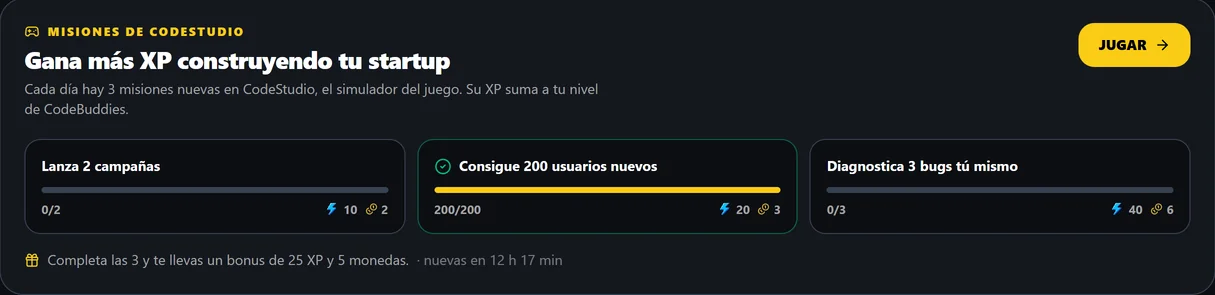 MISIONES DE CODESTUDIO
Gana más XP construyendo tu startup
Cada día hay 3 misiones nuevas en CodeStudio, el simulador del juego. Su XP suma a tu nivel
de CodeBuddies.
JUGAR →
Lanza 2 campañas
0/2
10
2
Consigue 200 usuarios nuevos
200/200
20
3
Diagnostica 3 bugs tú mismo
0/3
40
6
Completa las 3 y te llevas un bonus de 25 XP y 5 monedas. · nuevas en 12 h 17 min